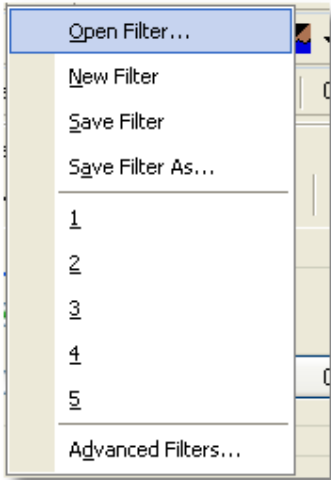 Open Filter...
New Filter
Save Filter
Save Filter As...
1
2
3
4
5
Advanced Filters...